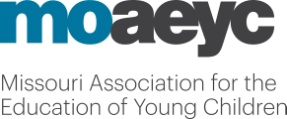 moaeyc
Missouri Association for the
Education of Young Children